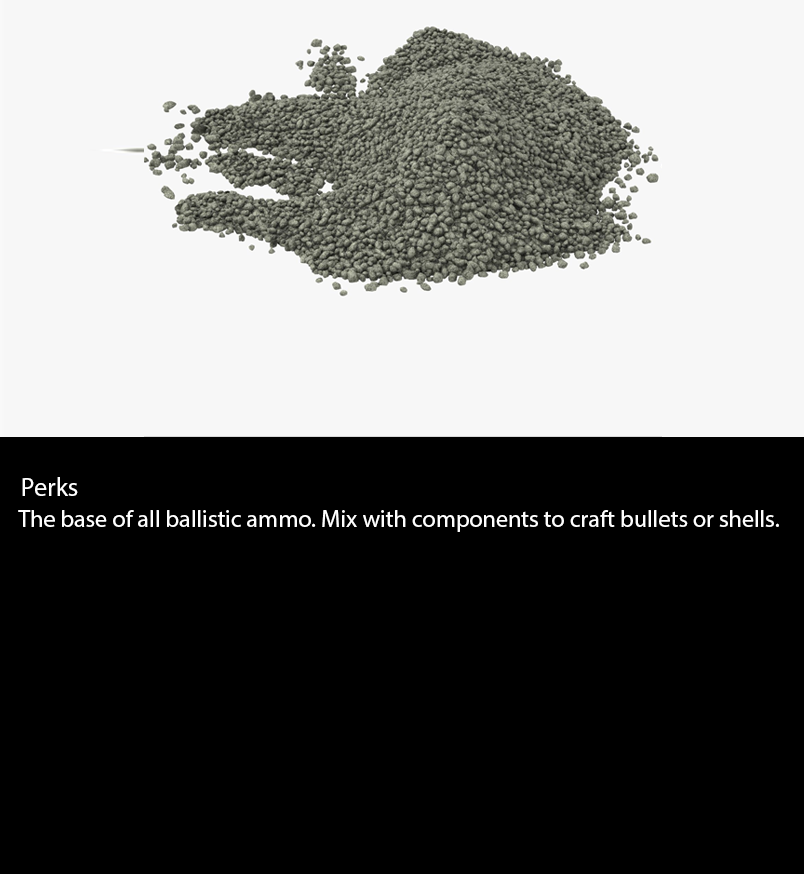 Perks
The base of all ballistic ammo. Mix with components to craft bullets or shells.